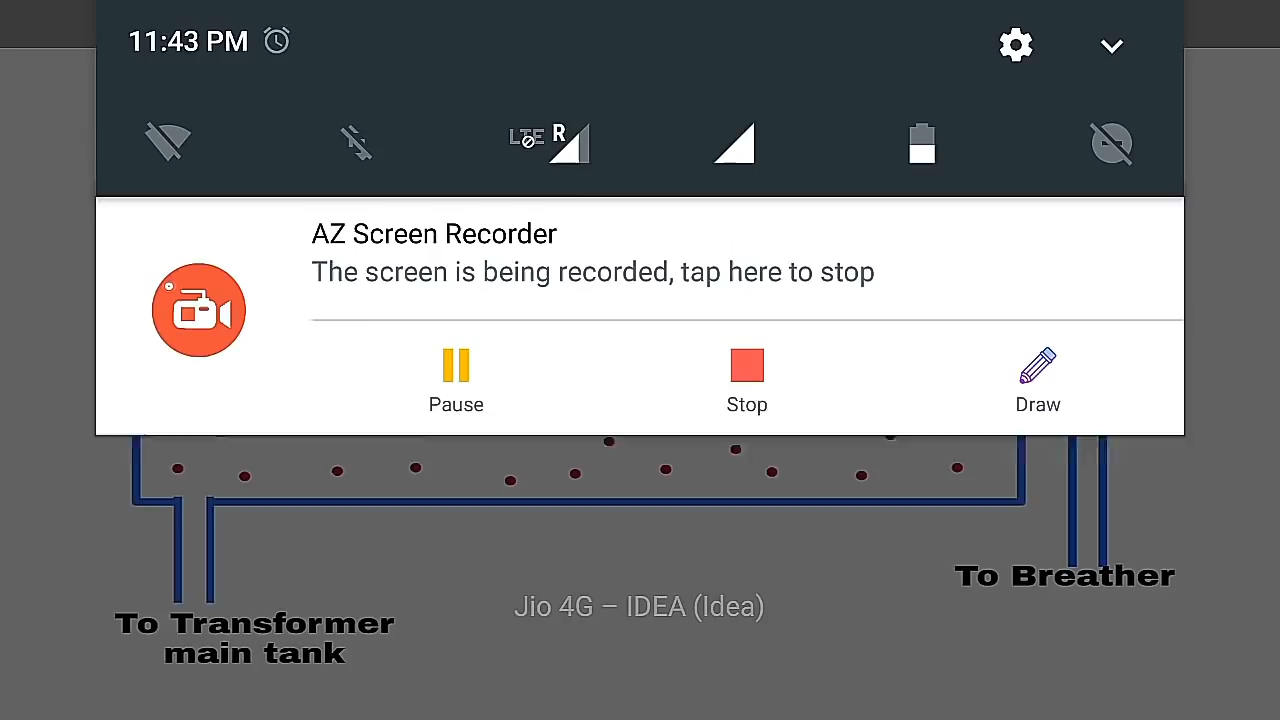 11:43 PM
LTE R
AZ Screen Recorder
The screen is being recorded, tap here to stop
Pause Stop Draw
To Breather
Jio 4G – IDEA (Idea)
To Transformer
main tank